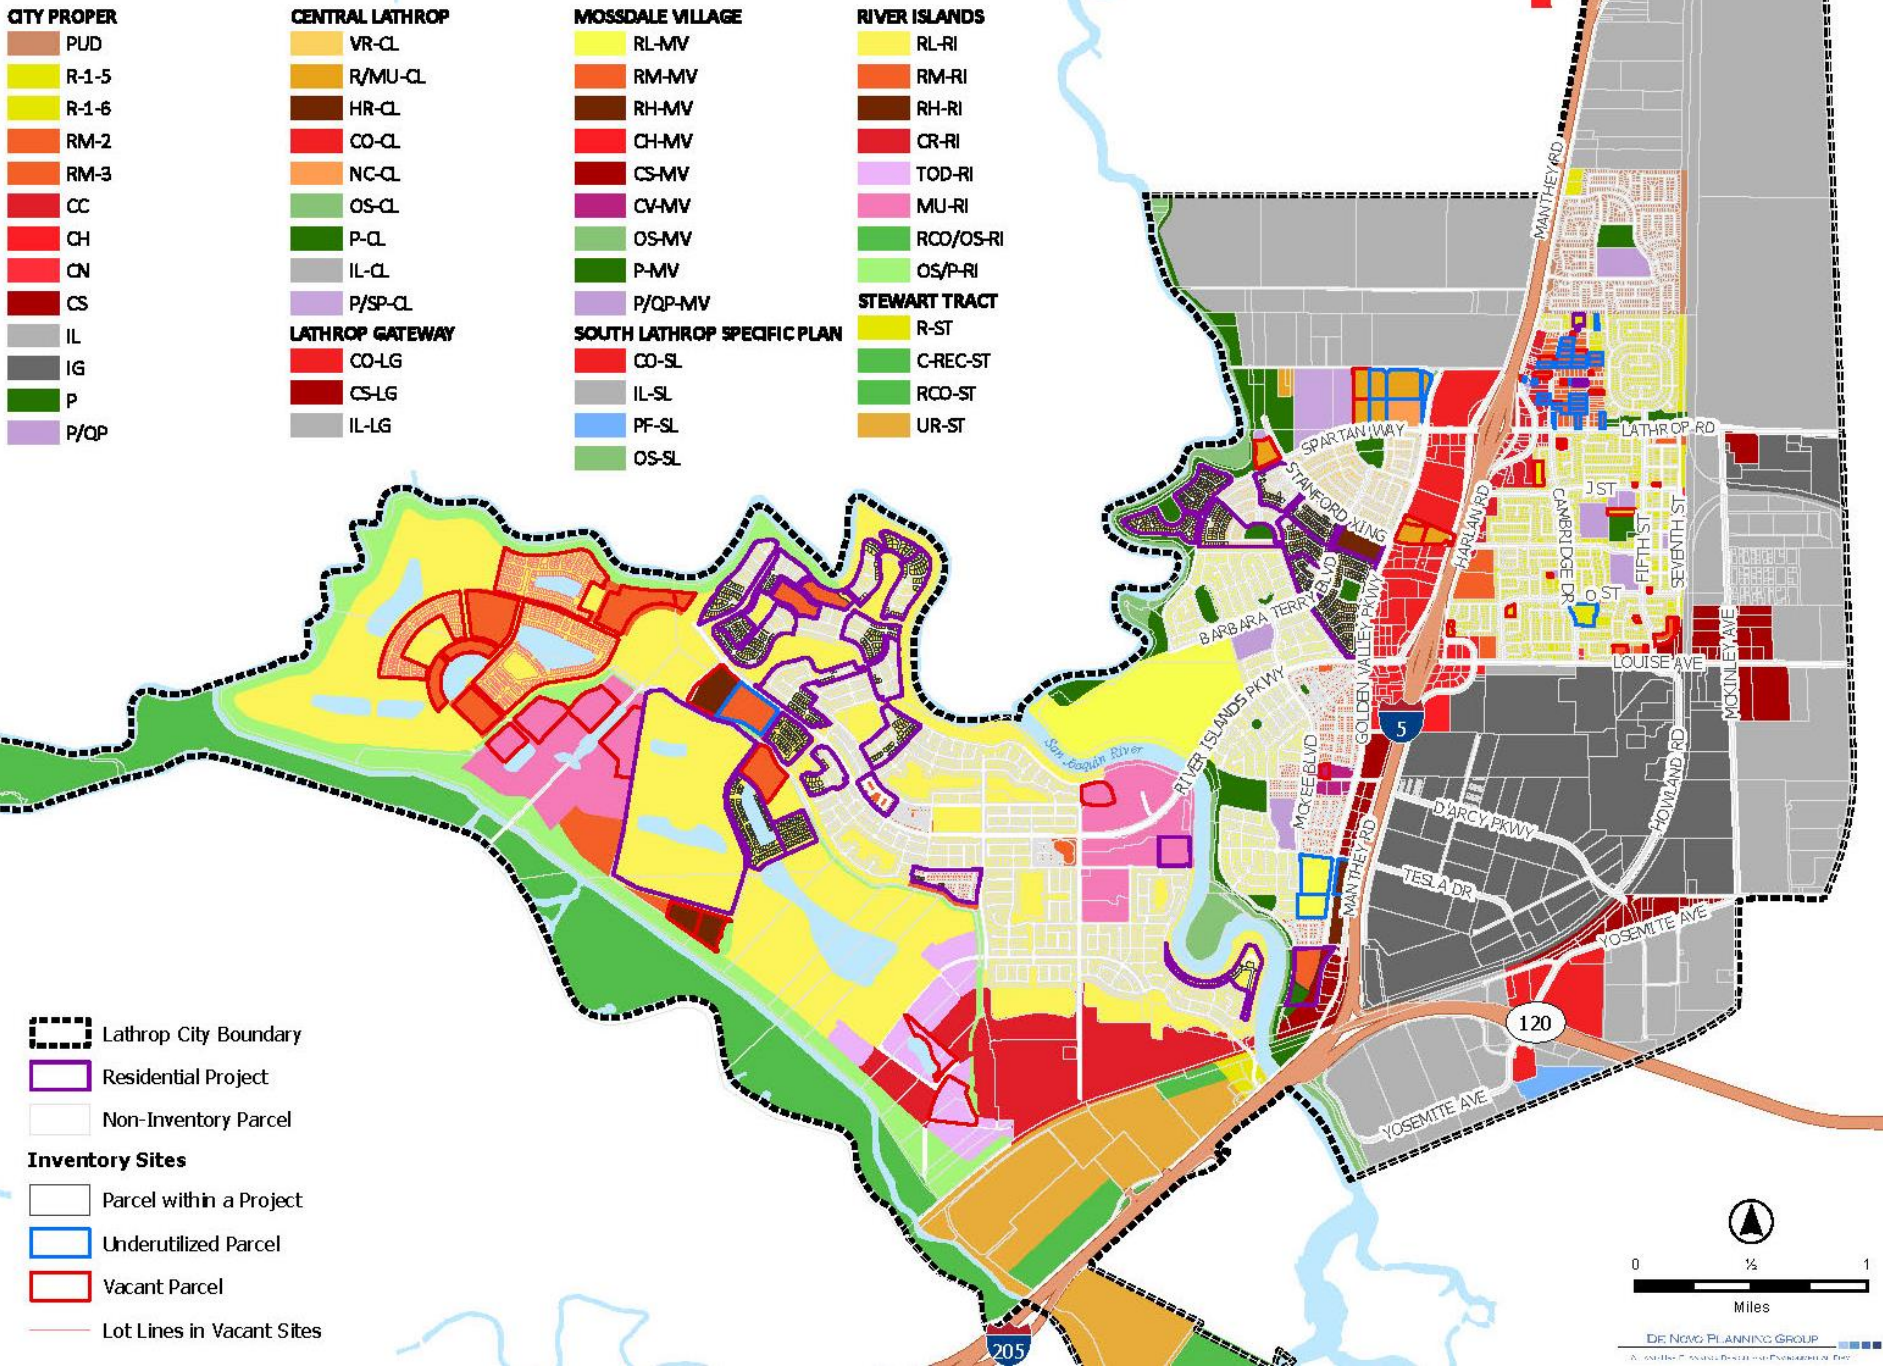 CITY PROPER
PUD
R-1-5
R-1-6
RM-2
RM-3
CC
CH
CN
CS
IL
IG
P
P/QP
CENTRAL LATHROP
VR-CL
R/MU-CL
HR-CL
CO-CL
NC-CL
OS-CL
P-CL
IL-CL
P/SP-CL
LATHROP GATEWAY
CO-LG
CS-LG
IL-LG
MOSSDALE VILLAGE
RL-MV
RM-MV
RH-MV
CH-MV
CS-MV
CV-MV
OS-MV
P-MV
P/QP-MV
SOUTH LATHROP SPECIFIC PLAN
CO-SL
IL-SL
PF-SL
OS-SL
RIVER ISLANDS
RL-RI
RM-RI
RH-RI
CR-RI
TOD-RI
MU-RI
RCO/OS-RI
OS/P-RI
STEWART TRACT
R-ST
C-REC-ST
RCO-ST
UR-ST
MANTHEY RD
LATHROP RD
SPARTAN WAY
STANFORD XING
HARLAN RD
J ST
CAMBRIDGE DR
FIFTH ST
SEVENTH ST
O ST
BARBARA TERRY BLVD
GOLDEN VALLEY PKWY
LOUISE AVE
MCKINLEY AVE
RIVER ISLANDS PKWY
San Joaquin River
5
MCKEE BLVD
HOWLAND RD
D'ARCY PKWY
MANTHEY RD
TESLA DR
YOSEMITE AVE
120
YOSEMITE AVE
205
Lathrop City Boundary
Residential Project
Non-Inventory Parcel
Inventory Sites
Parcel within a Project
Underutilized Parcel
Vacant Parcel
Lot Lines in Vacant Sites
0 ½ 1
Miles
DE NOVO PLANNING GROUP